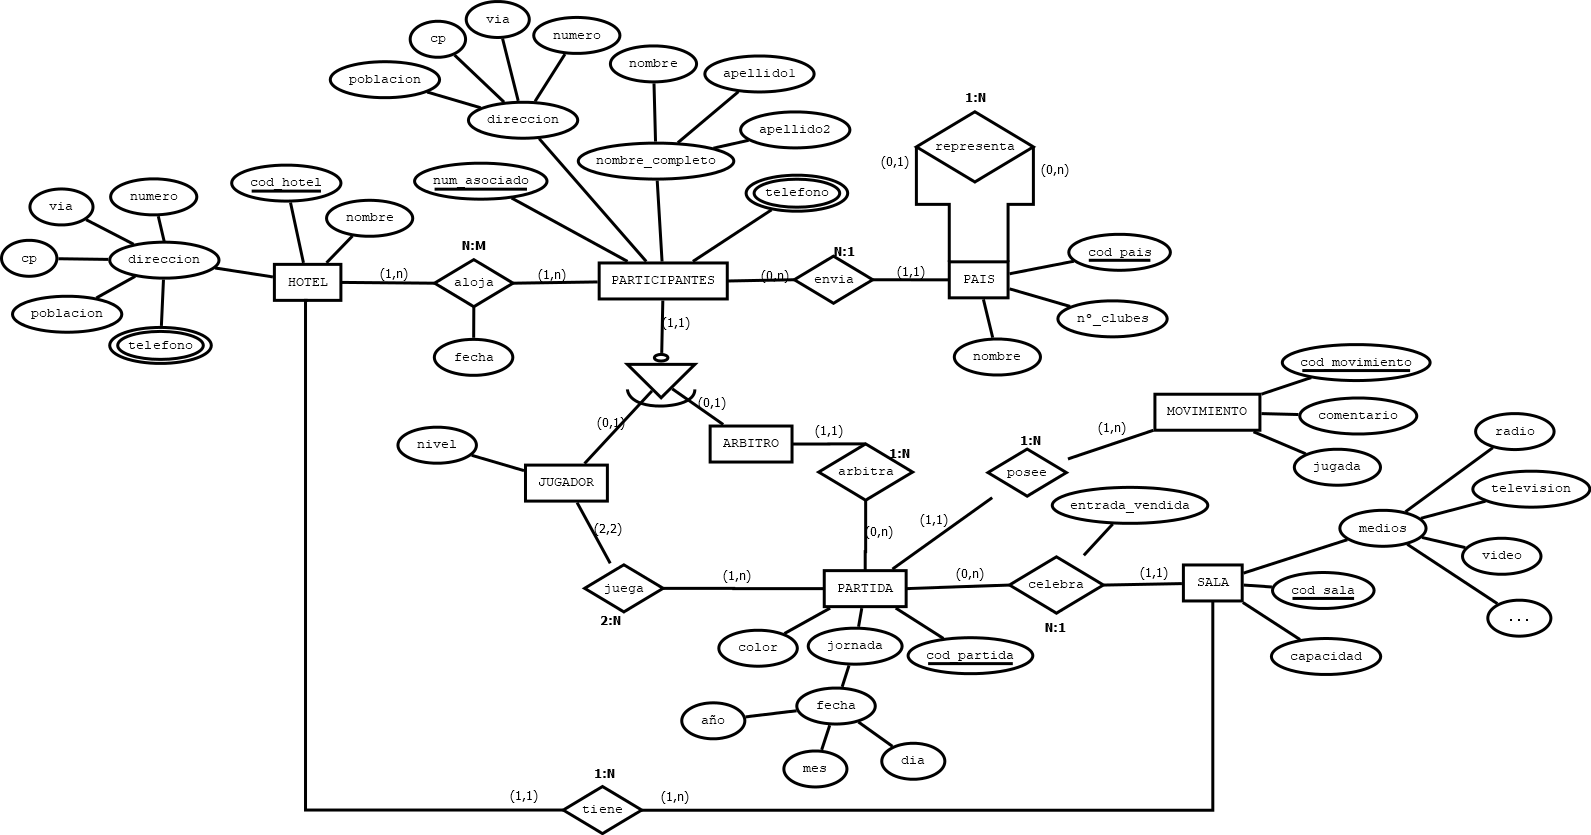 via
numero
cp
poblacion
direccion
nombre
apellido1
apellido2
nombre_completo
1:N
representa
(0,1)
(0,n)
cod_hotel
nombre
num_asociado
telefono
via
numero
cp
direccion
poblacion
telefono
HOTEL
(1,n)
N:M
aloja
(1,n)
fecha
PARTICIPANTES
(0,n)
N:1
envia
(1,1)
PAIS
cod_pais
nº_clubes
nombre
(1,1)
(0,1)
(0,1)
nivel
JUGADOR
ARBITRO
(1,1)
1:N
arbitra
(0,n)
1:N
posee
(1,n)
(1,1)
MOVIMIENTO
cod_movimiento
comentario
jugada
radio
television
medios
video
...
entrada_vendida
(2,2)
juega
2:N
(1,n)
PARTIDA
(0,n)
celebra
N:1
(1,1)
SALA
cod_sala
capacidad
color
jornada
cod_partida
fecha
año
mes
dia
1:N
(1,1)
tiene
(1,n)